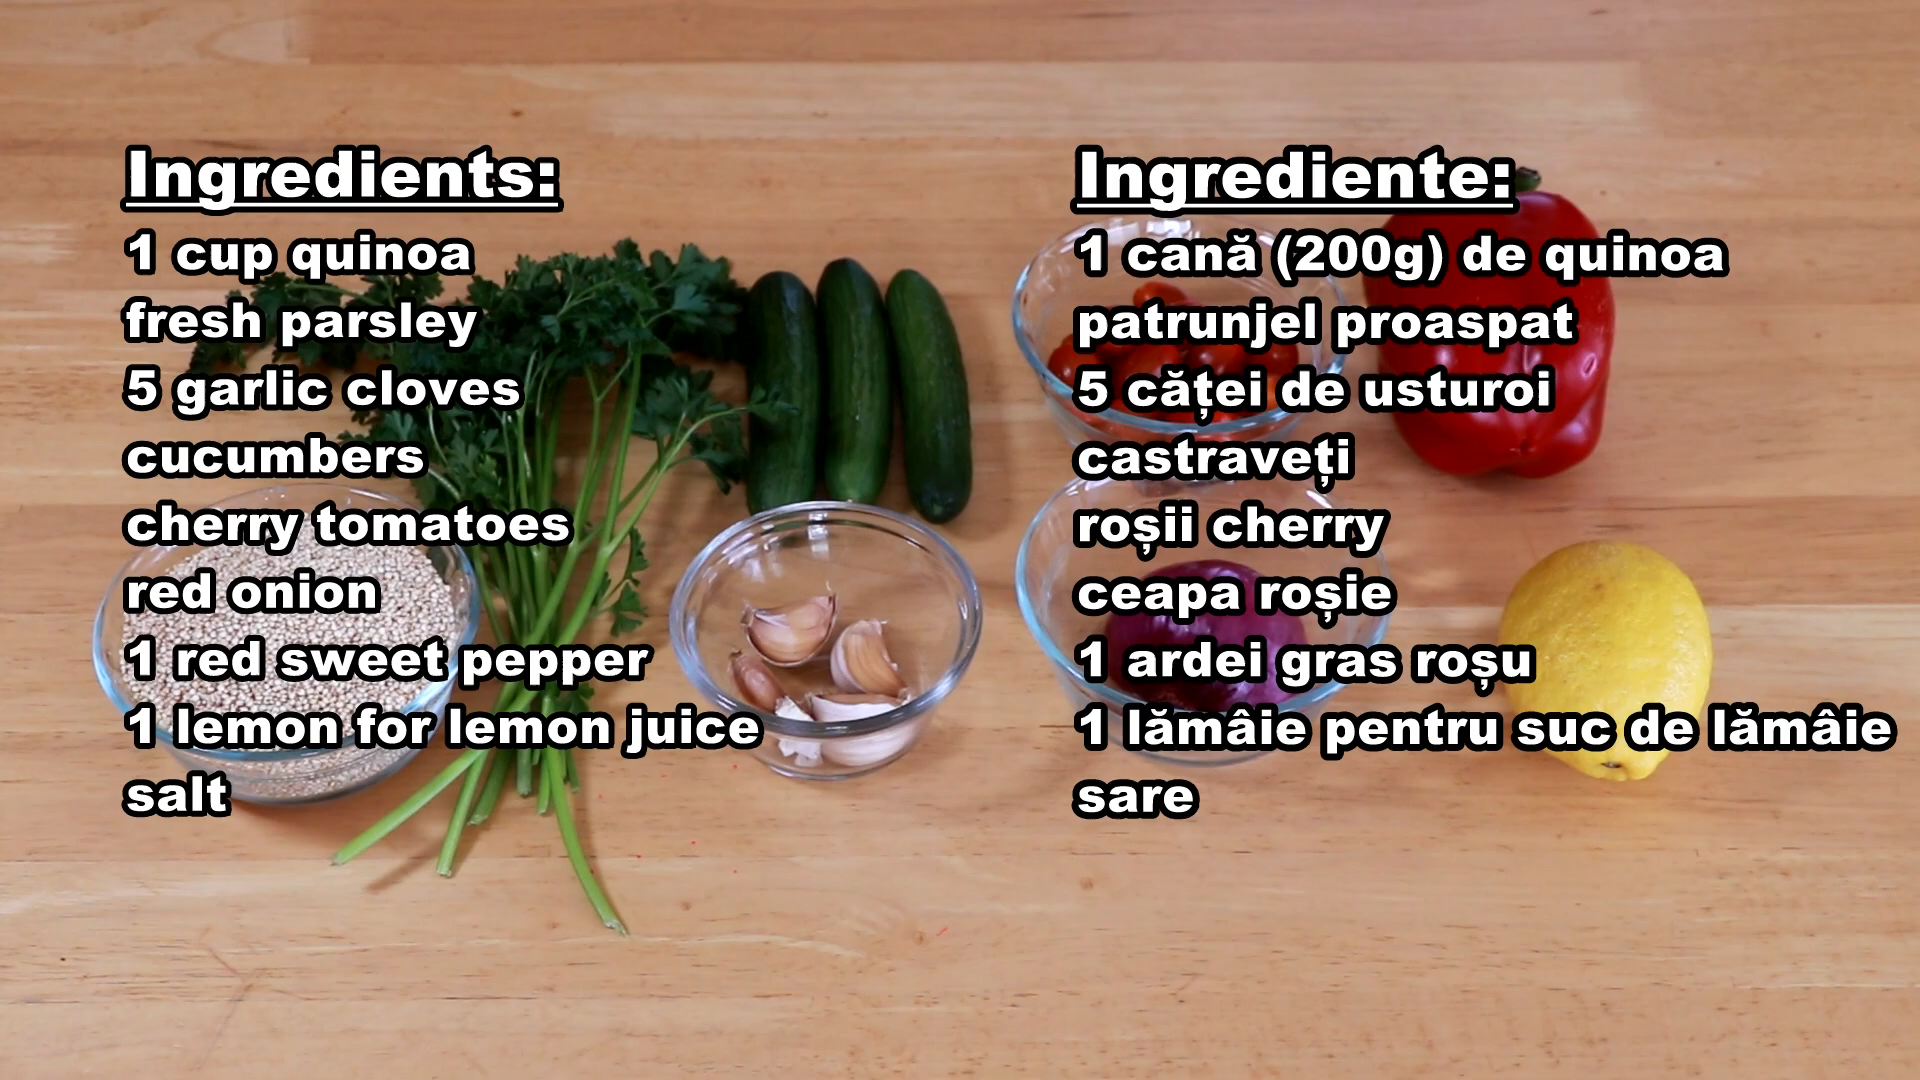 Ingredients:
1 cup quinoa
fresh parsley
5 garlic cloves
cucumbers
cherry tomatoes
red onion
1 red sweet pepper
1 lemon for lemon juice
salt
Ingrediente:
1 cană (200g) de quinoa
patrunjel proaspat
5 căței de usturoi
castraveți
roșii cherry
ceapa roșie
1 ardei gras roșu
1 lămâie pentru suc de lămâie
sare